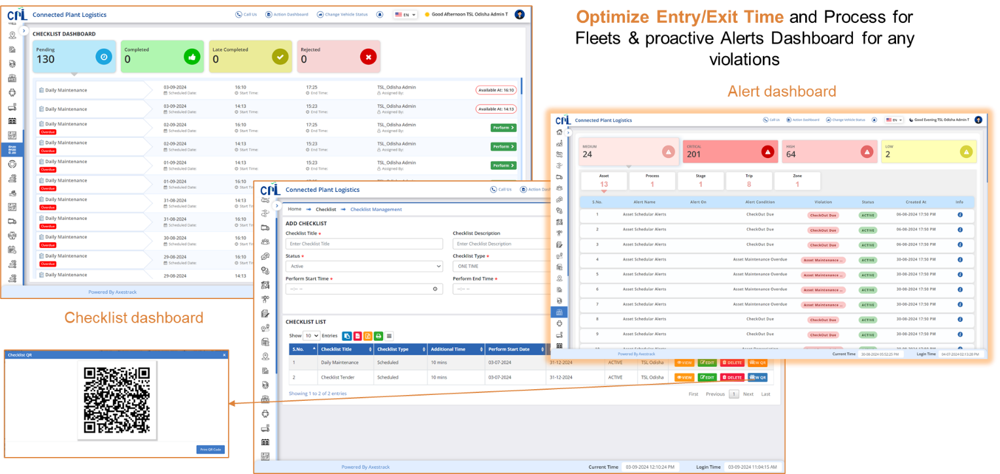 Optimize Entry/Exit Time and Process for
Fleets & proactive Alerts Dashboard for any
violations
CPL Connected Plant Logistics
Call Us Action Dashboard Change Vehicle Status EN Good Afternoon TSL Odisha Admin T
CHECKLIST DASHBOARD
Pending Completed Late Completed Rejected
130 0 0 0
Daily Maintenance 03-09-2024 16:10 17:25 TSL_Odisha Admin Available At: 16:10
Scheduled Date: Start Time: End Time: Assigned By:
Daily Maintenance 03-09-2024 14:13 15:23 TSL_Odisha Admin Available At: 14:13
Scheduled Date: Start Time: End Time: Assigned By:
Daily Maintenance 02-09-2024 16:10 17:25 TSL_Odisha Admin Perform
Overdue Scheduled Date: Start Time: End Time: Assigned By:
Daily Maintenance 02-09-2024 14:13 15:23 TSL_Odisha Admin Perform
Overdue Scheduled Date: Start Time: End Time: Assigned By:
Daily Maintenance 01-09-2024 14:13 15:23 TSL_Odisha Admin Perform
Overdue Scheduled Date: Start Time: End Time: Assigned By:
Daily Maintenance 01-09-2024 16:10
Overdue Scheduled Date: Start Tim
Daily Maintenance 31-08-2024 14:13
Overdue Scheduled Date: Start Tim
Daily Maintenance 31-08-2024 16:10
Overdue Scheduled Date: Start Tim
Daily Maintenance 30-08-2024 16:10
Overdue Scheduled Date: Start Tim
Daily Maintenance 29-08-2024 16:10
Overdue Scheduled Date: Start Tim
Daily Maintenance 29-08-2024 14:13
Powered By Axestrack
Checklist dashboard
Checklist QR ×
Print QR Code
CPL Connected Plant Logistics
Call Us Action Dash
Home Checklist Checklist Management
ADD CHECKLIST
Checklist Title * Checklist Description
Enter Checklist Title Enter Checklist Description
Status * Checklist Type *
Active ONE TIME
Perform Start Time * Perform End Time *
--:-- -- --:-- --
CHECKLIST LIST
Show 10 Entries
S.No. Checklist Title Checklist Type Additional Time Perform Start Date
1 Daily Maintenance Scheduled 10 mins 03-07-2024 31-12-2024 ACTIVE TSL Odisha VIEW EDIT DELETE VIEW QR
2 Checklist Tender Scheduled 10 mins 03-07-2024 31-12-2024 ACTIVE TSL Odisha VIEW EDIT DELETE VIEW QR
Showing 1 to 2 of 2 entries First Previous 1 Next Last
Powered By Axestrack Current Time 03-09-2024 12:10:24 PM Login Time 03-09-2024 11:04:15 AM
Alert dashboard
CPL Connected Plant Logistics
Call Us Action Dashboard Change Vehicle Status EN Good Evening TSL Odisha Admin T
MEDIUM CRITICAL HIGH LOW
24 201 64 2
Asset Process Stage Trip Zone
13 1 1 8 1
S.No. Alert Name Alert On Alert Condition Violation Status Created At Info
1 Asset Schedular Alerts CheckOut Due CheckOut Due ACTIVE 06-08-2024 17:50 PM
2 Asset Schedular Alerts CheckOut Due CheckOut Due ACTIVE 06-08-2024 17:50 PM
3 Asset Schedular Alerts CheckOut Due CheckOut Due ACTIVE 06-08-2024 17:50 PM
4 Asset Schedular Alerts Asset Maintenance Overdue Asset Maintenance ... ACTIVE 30-08-2024 17:50 PM
5 Asset Schedular Alerts Asset Maintenance Overdue Asset Maintenance ... ACTIVE 30-08-2024 17:50 PM
6 Asset Schedular Alerts Asset Maintenance Overdue Asset Maintenance ... ACTIVE 30-08-2024 17:50 PM
7 Asset Schedular Alerts Asset Maintenance Overdue Asset Maintenance ... ACTIVE 30-08-2024 17:50 PM
8 Asset Schedular Alerts CheckOut Due CheckOut Due ACTIVE 30-08-2024 17:50 PM
9 Asset Schedular Alerts CheckOut Due CheckOut Due ACTIVE 30-08-2024 17:50 PM
Powered By Axestrack Current Time 30-08-2024 05:52:25 PM Login Time 04-07-2024 02:13:28 PM